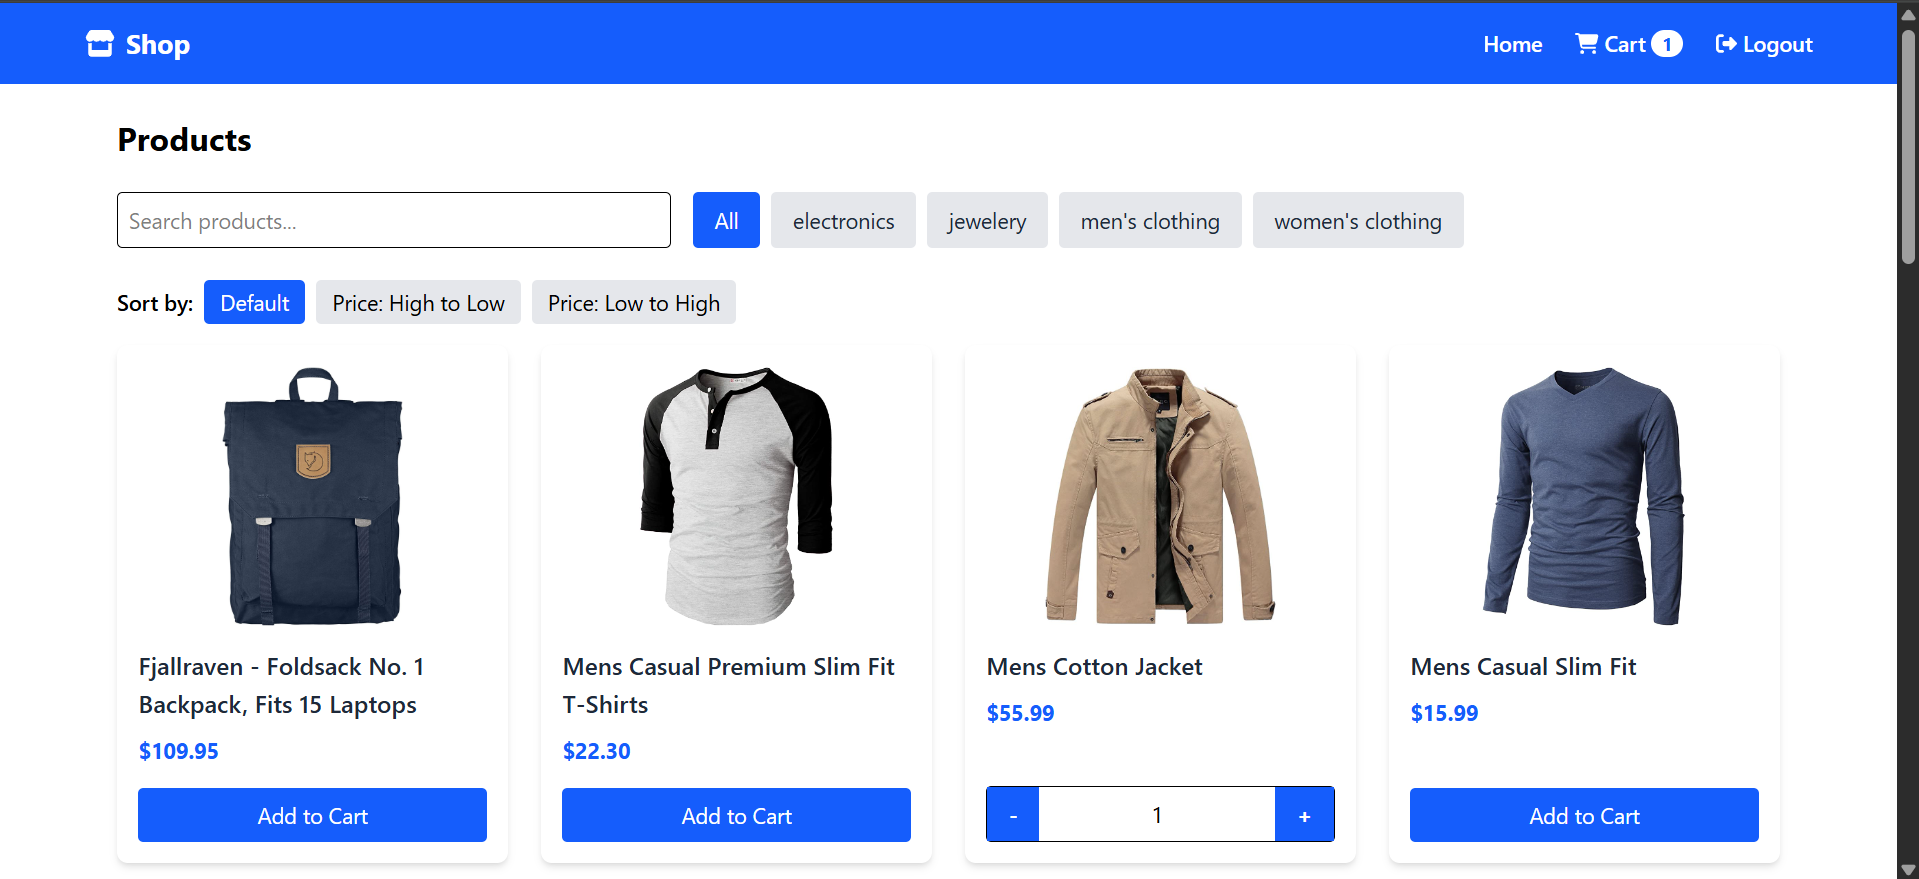 Shop
Home
Cart 1
Logout
Products
Search products...
All
electronics
jewelery
men's clothing
women's clothing
Sort by:
Default
Price: High to Low
Price: Low to High
Fjallraven - Foldsack No. 1
Backpack, Fits 15 Laptops
$109.95
Add to Cart
Mens Casual Premium Slim Fit
T-Shirts
$22.30
Add to Cart
Mens Cotton Jacket
$55.99
-
1
+
Mens Casual Slim Fit
$15.99
Add to Cart